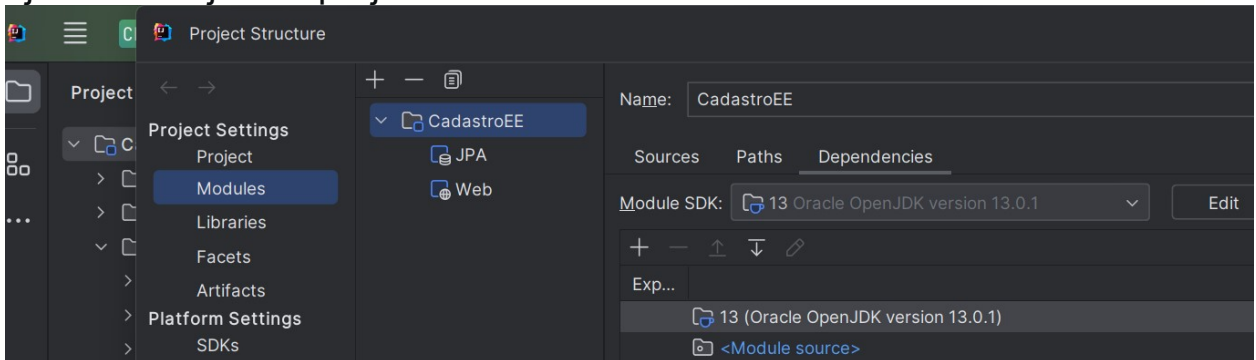 Project Structure
Project
Project Settings
Project
Modules
Libraries
Facets
Artifacts
Platform Settings
SDKs
CadastroEE
JPA
Web
Name: CadastroEE
Sources Paths Dependencies
Module SDK: 13 Oracle OpenJDK version 13.0.1 Edit
Exp...
13 (Oracle OpenJDK version 13.0.1)
<Module source>